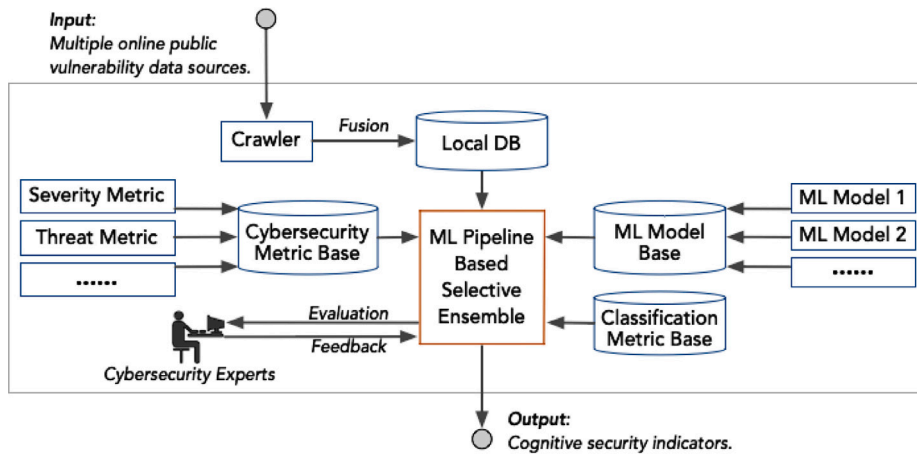 Input:
Multiple online public
vulnerability data sources.
Crawler
Fusion
Local DB
Severity Metric
Threat Metric
......
Cybersecurity
Metric Base
ML Pipeline
Based
Selective
Ensemble
ML Model
Base
ML Model 1
ML Model 2
......
Classification
Metric Base
Evaluation
Feedback
Cybersecurity Experts
Output:
Cognitive security indicators.